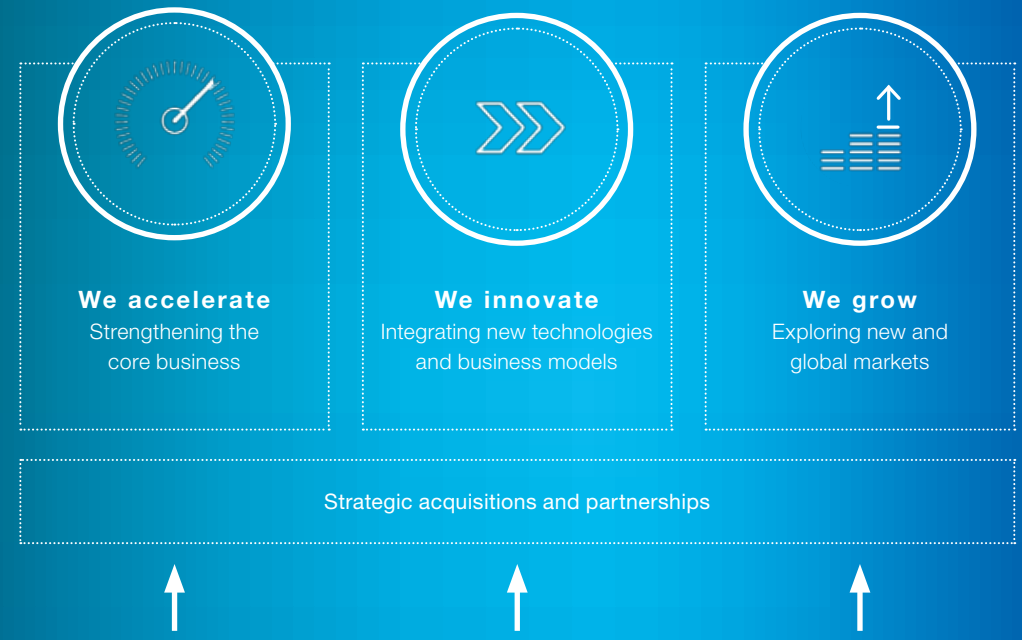 We accelerate
Strengthening the
core business
We innovate
Integrating new technologies
and business models
We grow
Exploring new and
global markets
Strategic acquisitions and partnerships